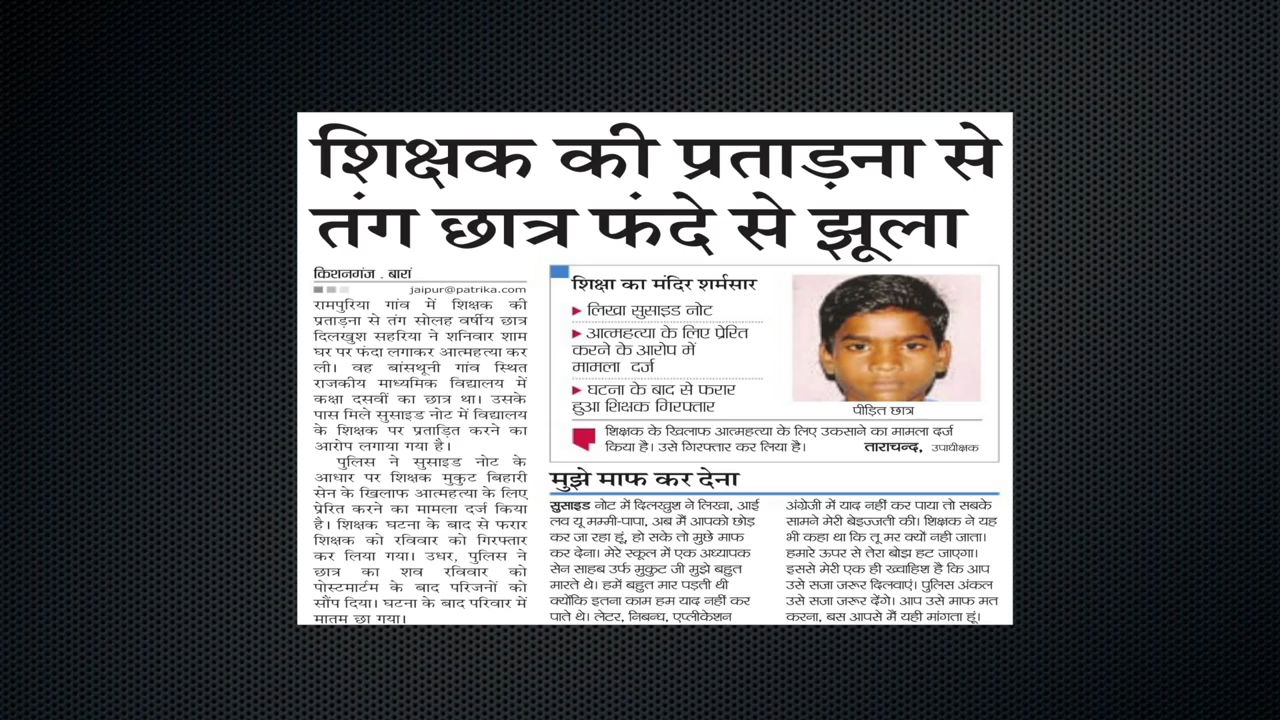 शिक्षक की प्रताड़ना से
तंग छात्र फंदे से झूला
किशनगंज . बारां
jaipur@patrika.com
रामपुरिया गांव में शिक्षक की
प्रताड़ना से तंग सोलह वर्षीय छात्र
दिलखुश सहरिया ने शनिवार शाम
घर पर फंदा लगाकर आत्महत्या कर
ली। वह बांसथूनी गांव स्थित
राजकीय माध्यमिक विद्यालय में
कक्षा दसवीं का छात्र था। उसके
पास मिले सुसाइड नोट में विद्यालय
के शिक्षक पर प्रताड़ित करने का
आरोप लगाया गया है।
पुलिस ने सुसाइड नोट के
आधार पर शिक्षक मुकुट बिहारी
सेन के खिलाफ आत्महत्या के लिए
प्रेरित करने का मामला दर्ज किया
है। शिक्षक घटना के बाद से फरार
शिक्षक को रविवार को गिरफ्तार
कर लिया गया। उधर, पुलिस ने
छात्र का शव रविवार को
पोस्टमार्टम के बाद परिजनों को
सौंप दिया। घटना के बाद परिवार में
मातम छा गया।
शिक्षा का मंदिर शर्मसार
लिखा सुसाइड नोट
आत्महत्या के लिए प्रेरित
करने के आरोप में
मामला दर्ज
घटना के बाद से फरार
हुआ शिक्षक गिरफ्तार
पीड़ित छात्र
शिक्षक के खिलाफ आत्महत्या के लिए उकसाने का मामला दर्ज
किया है। उसे गिरफ्तार कर लिया है। ताराचन्द, उपाधीक्षक
मुझे माफ कर देना
सुसाइड नोट में दिलखुश ने लिखा, आई
लव यू मम्मी-पापा, अब मैं आपको छोड़
कर जा रहा हूं, हो सके तो मुछे माफ
कर देना। मेरे स्कूल में एक अध्यापक
सेन साहब उर्फ मुकुट जी मुझे बहुत
मारते थे। हमें बहुत मार पड़ती थी
क्योंकि इतना काम हम याद नहीं कर
पाते थे। लेटर, निबन्ध, एप्लीकेशन
अंग्रेजी में याद नहीं कर पाया तो सबके
सामने मेरी बेइज्जती की। शिक्षक ने यह
भी कहा था कि तू मर क्यों नही जाता।
हमारे ऊपर से तेरा बोझ हट जाएगा।
इससे मेरी एक ही ख्वाहिश है कि आप
उसे सजा जरूर दिलवाएं। पुलिस अंकल
उसे सजा जरूर देंगे। आप उसे माफ मत
करना, बस आपसे मैं यही मांगता हूं।